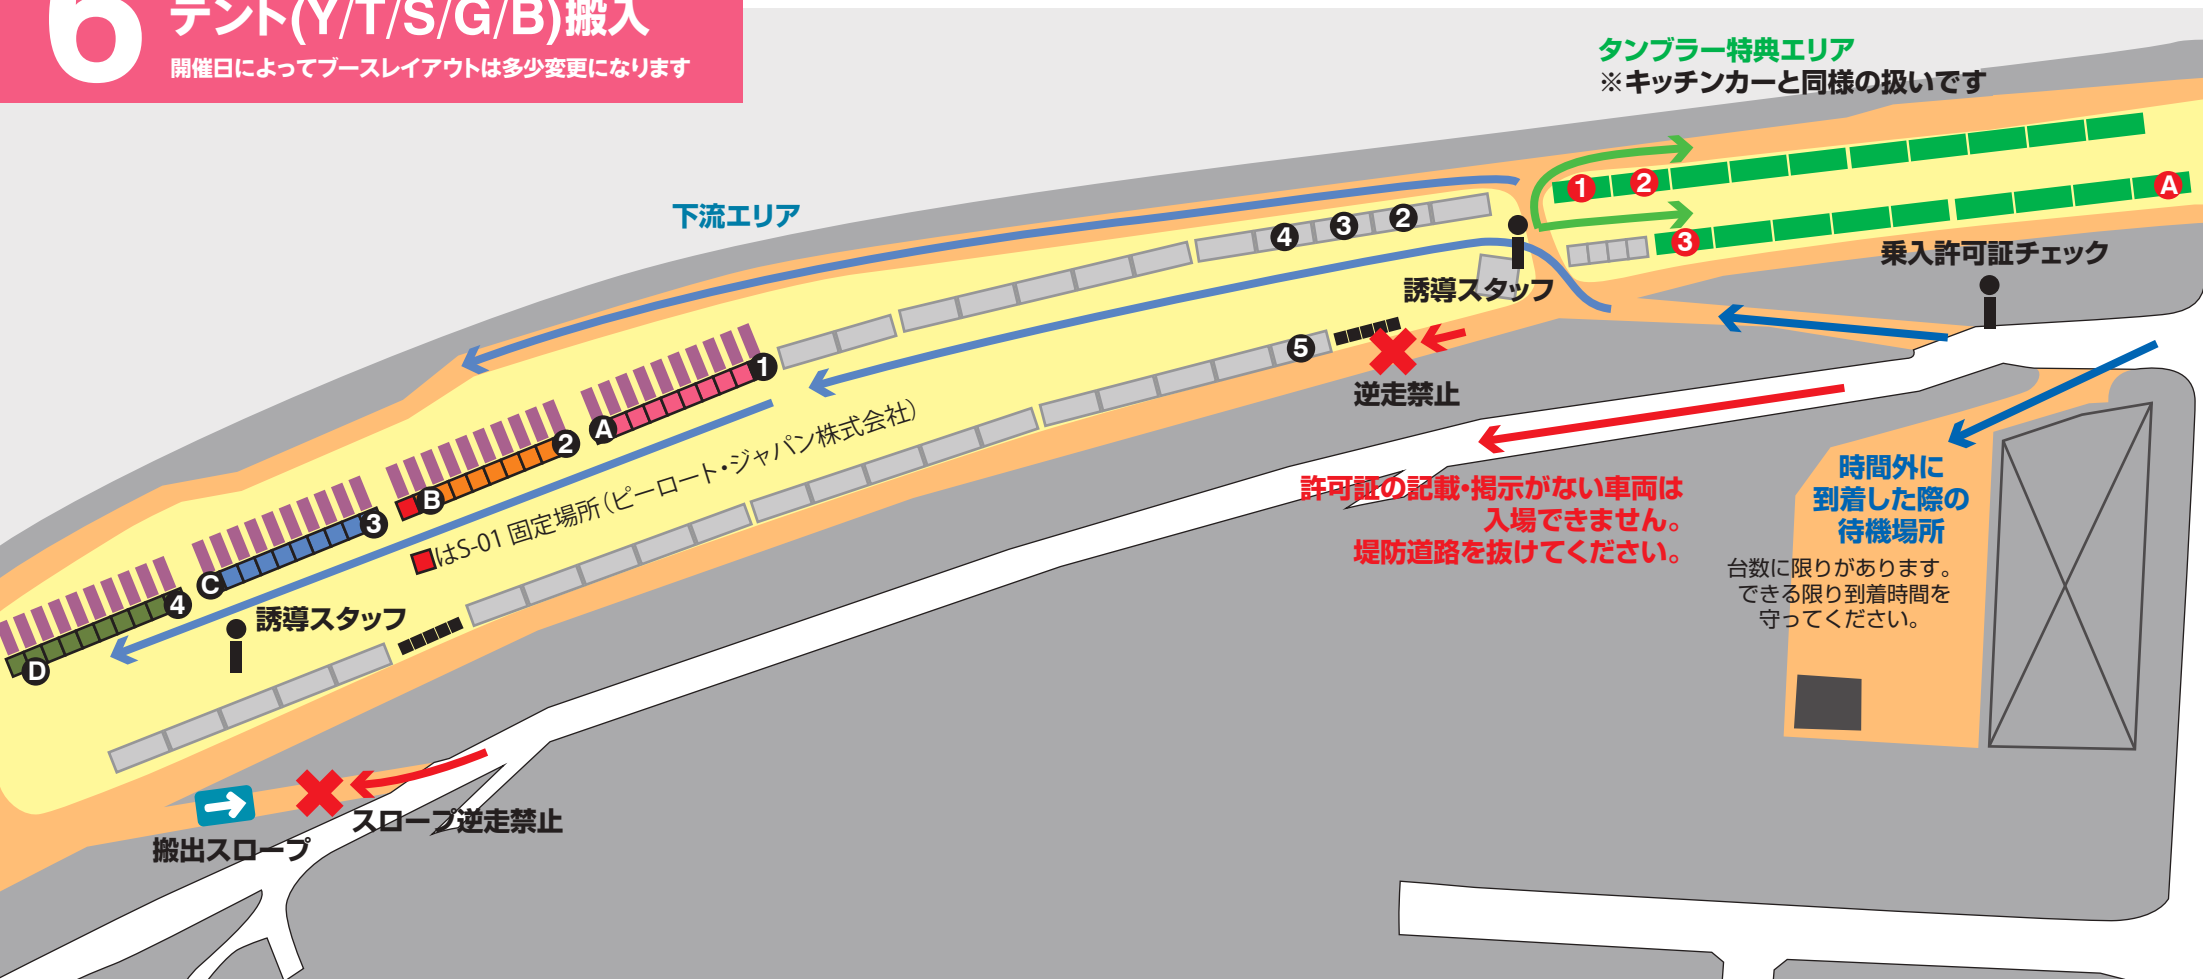 6
テント(Y/T/S/G/B)搬入
開催日によってブースレイアウトは多少変更になります
タンブラー特典エリア
※キッチンカーと同様の扱いです
下流エリア
1
2
A
3
4
3
2
乗入許可証チェック
誘導スタッフ
5
逆走禁止
1
A
2
B
3
C
4
D
■はS-01 固定場所（ピーロート・ジャパン株式会社）
誘導スタッフ
許可証の記載・掲示がない車両は
入場できません。
堤防道路を抜けてください。
時間外に
到着した際の
待機場所
台数に限りがあります。
できる限り到着時間を
守ってください。
スロープ逆走禁止
搬出スロープ